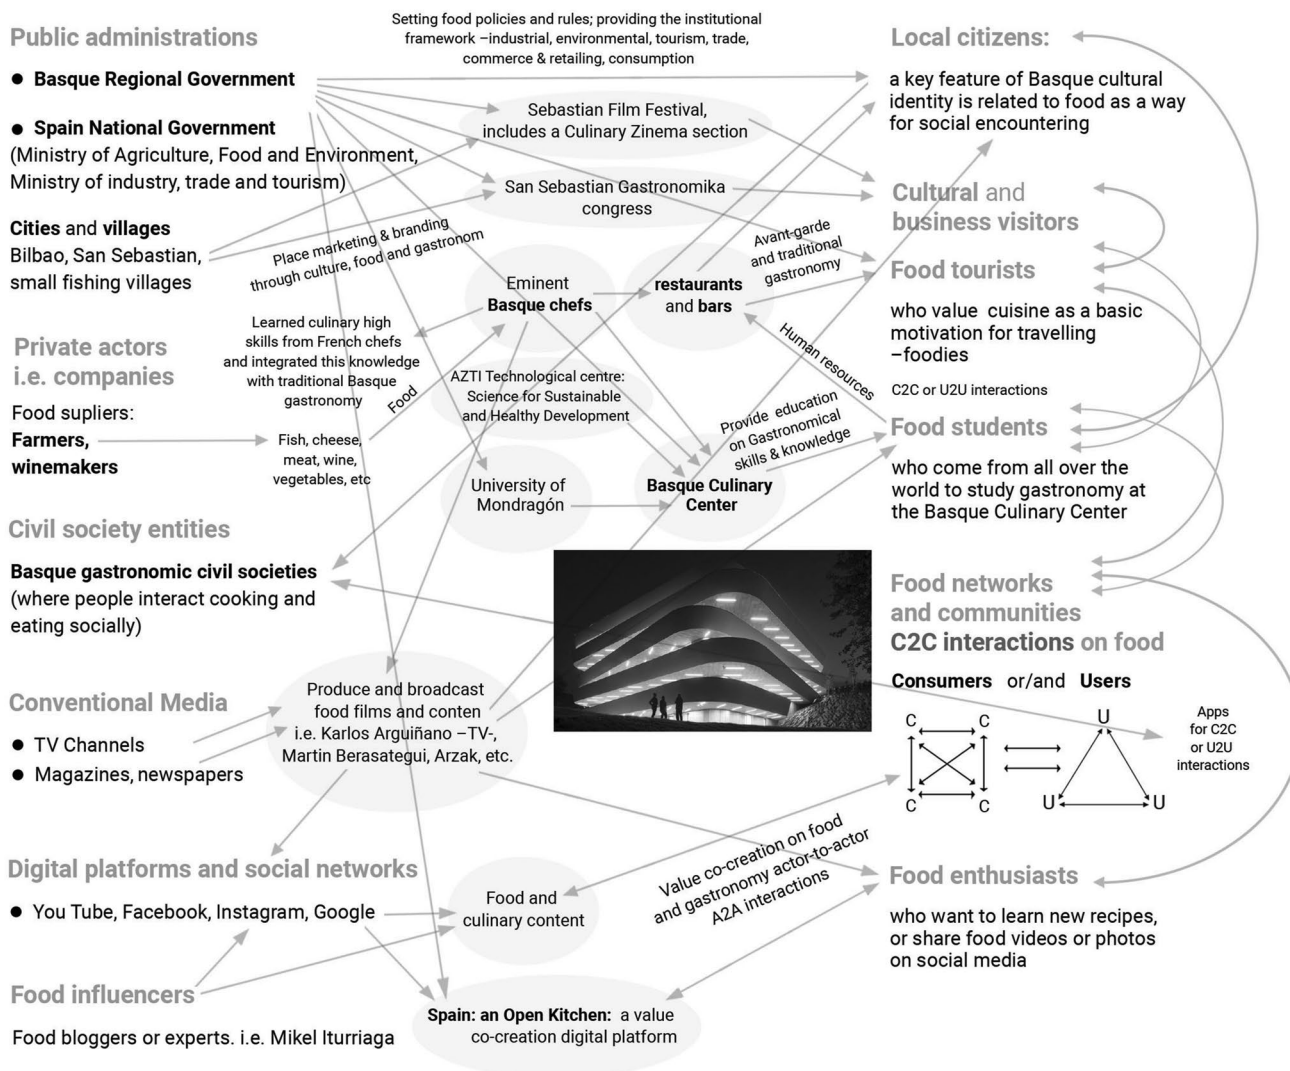 Setting food policies and rules; providing the institutional
framework –industrial, environmental, tourism, trade,
commerce & retailing, consumption
Public administrations
● Basque Regional Government
● Spain National Government
(Ministry of Agriculture, Food and Environment,
Ministry of industry, trade and tourism)
Cities and villages
Bilbao, San Sebastian,
small fishing villages
Private actors
i.e. companies
Food supliers:
Farmers,
winemakers
Civil society entities
Basque gastronomic civil societies
(where people interact cooking and
eating socially)
Conventional Media
● TV Channels
● Magazines, newspapers
Digital platforms and social networks
● You Tube, Facebook, Instagram, Google
Food influencers
Food bloggers or experts. i.e. Mikel Iturriaga
Sebastian Film Festival,
includes a Culinary Zinema section
San Sebastian Gastronomika
congress
Place marketing & branding
through culture, food and gastronom
Eminent
Basque chefs
restaurants
and bars
Avant-garde
and traditional
gastronomy
Learned culinary high
skills from French chefs
and integrated this knowledge
with traditional Basque
gastronomy
Food
Fish, cheese,
meat, wine,
vegetables, etc
AZTI Technological centre:
Science for Sustainable
and Healthy Development
Human resources
Provide education
on Gastronomical
skills & knowledge
University of
Mondragón
Basque Culinary
Center
Produce and broadcast
food films and conten
i.e. Karlos Arguiñano –TV-,
Martin Berasategui, Arzak, etc.
Food and
culinary content
Value co-creation on food
and gastronomy actor-to-actor
A2A interactions
Spain: an Open Kitchen: a value
co-creation digital platform
Local citizens:
a key feature of Basque cultural
identity is related to food as a way
for social encountering
Cultural and
business visitors
Food tourists
who value cuisine as a basic
motivation for travelling
–foodies
C2C or U2U interactions
Food students
who come from all over the
world to study gastronomy at
the Basque Culinary Center
Food networks
and communities
C2C interactions on food
Consumers or/and Users
C C
C C
U
U U
Apps
for C2C
or U2U
interactions
Food enthusiasts
who want to learn new recipes,
or share food videos or photos
on social media